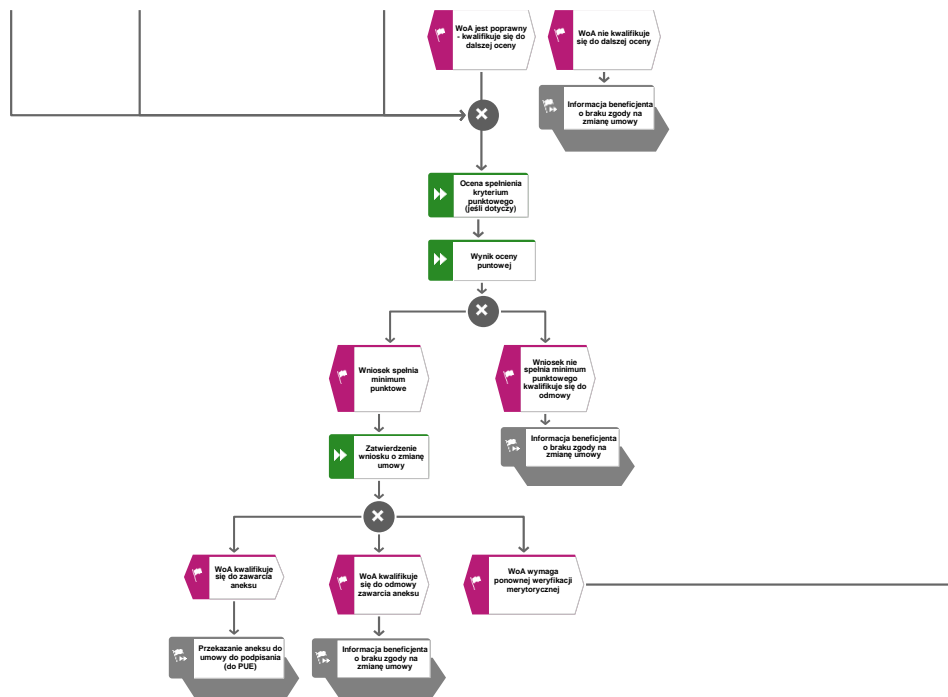 WoA jest poprawny
- kwalifikuje się do
dalszej oceny
WoA nie kwalifikuje
się do dalszej oceny
Informacja beneficjenta
o braku zgody na
zmianę umowy
Ocena spełnienia
kryterium
punktowego
(jeśli dotyczy)
Wynik oceny
puntowej
Wniosek spełnia
minimum
punktowe
Wniosek nie
spełnia minimum
punktowego
kwalifikuje się do
odmowy
Zatwierdzenie
wniosku o zmianę
umowy
Informacja beneficjenta
o braku zgody na
zmianę umowy
WoA kwalifikuje
się do zawarcia
aneksu
WoA kwalifikuje
się do odmowy
zawarcia aneksu
WoA wymaga
ponownej weryfikacji
merytorycznej
Przekazanie aneksu do
umowy do podpisania
(do PUE)
Informacja beneficjenta
o braku zgody na
zmianę umowy